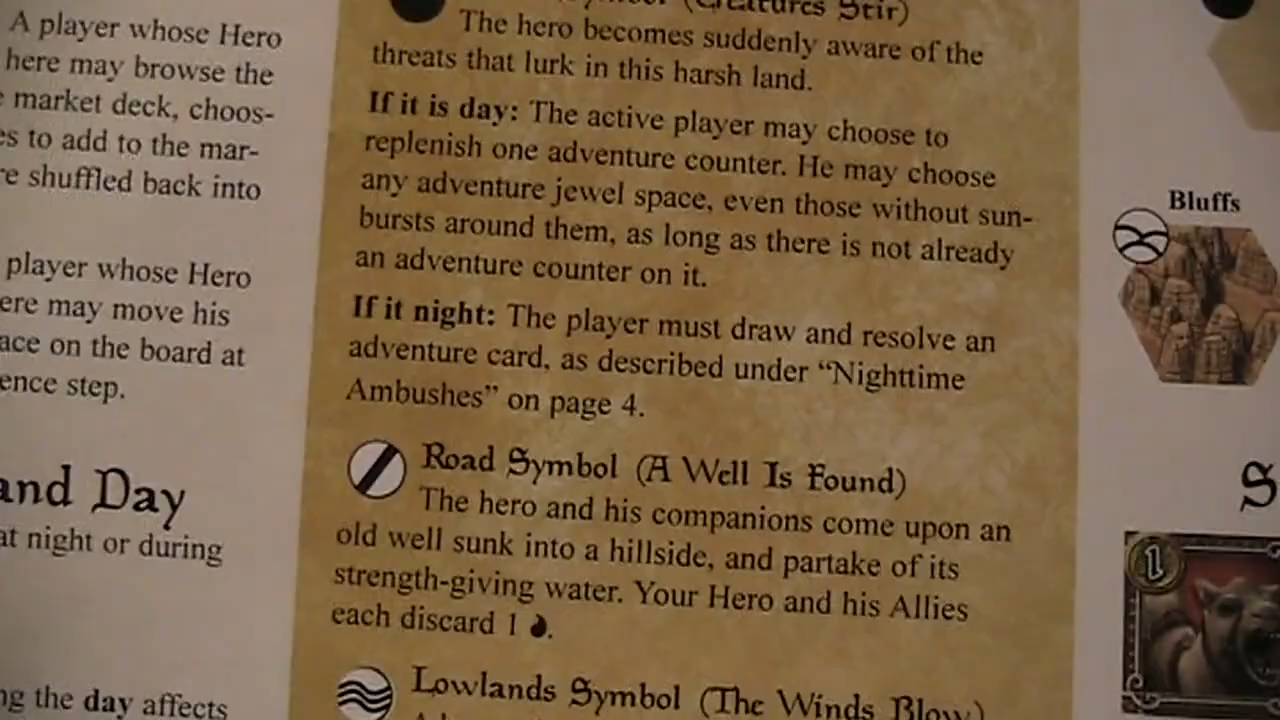 A player whose Hero
here may browse the
market deck, choos-
es to add to the mar-
re shuffled back into
player whose Hero
ere may move his
ace on the board at
ence step.
and Day
at night or during
ng the day affects
(Creatures Stir)
The hero becomes suddenly aware of the
threats that lurk in this harsh land.
If it is day: The active player may choose to
replenish one adventure counter. He may choose
any adventure jewel space, even those without sun-
bursts around them, as long as there is not already
an adventure counter on it.
If it night: The player must draw and resolve an
adventure card, as described under “Nighttime
Ambushes” on page 4.
Road Symbol (A Well Is Found)
The hero and his companions come upon an
old well sunk into a hillside, and partake of its
strength-giving water. Your Hero and his Allies
each discard 1 .
Lowlands Symbol (The Winds Blow)
Bluffs
S
1